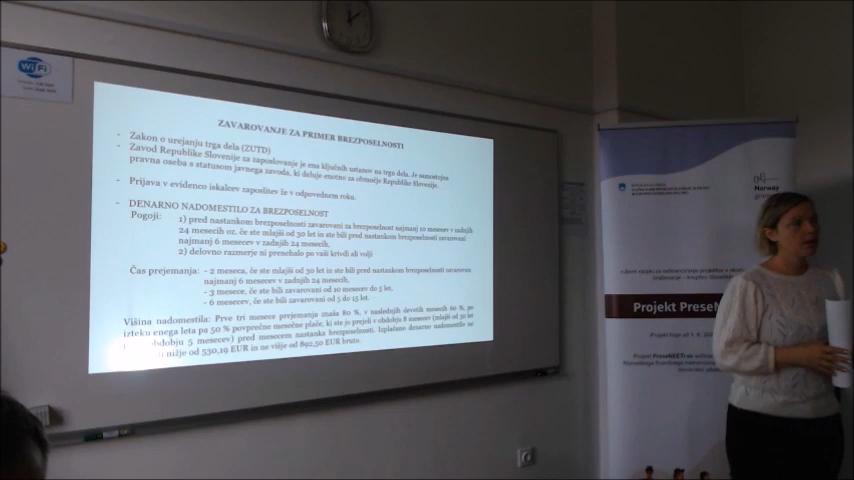 WiFi
ZAVAROVANJE ZA PRIMER BREZPOSELNOSTI
- Zakon o urejanju trga dela (ZUTD)
- Zavod Republike Slovenije za zaposlovanje je ena ključnih ustanov na trgu dela. Je samostojna
pravna oseba s statusom javnega zavoda, ki deluje enotno za območje Republike Slovenije.
- Prijava v evidenco iskalcev zaposlitev že v odpovednem roku.
- DENARNO NADOMESTILO ZA BREZPOSELNOST
Pogoji: 1) pred nastankom brezposelnosti zavarovani za brezposelnost najmanj 10 mesecev v zadnjih
24 mesecih oz. če ste mlajši od 30 let in ste bili pred nastankom brezposelnosti zavarovani
najmanj 6 mesecev v zadnjih 24 mesecih.
2) delovno razmerje ni prenehalo po vaši krivdi ali volji
Čas prejemanja: - 2 meseca, če ste mlajši od 30 let in ste bili pred nastankom brezposelnosti zavarovani
najmanj 6 mesecev v zadnjih 24 mesecih,
- 3 mesece, če ste bili zavarovani od 10 mesecev do 5 let,
- 6 mesecev, če ste bili zavarovani od 5 do 15 let.
Višina nadomestila: Prve tri mesece prejemanja znaša 80 %, v naslednjih devetih mesecih 60 %, po
izteku enega leta pa 50 % povprečne mesečne plače, ki ste jo prejeli v obdobju 8 mesecev (mlajši od 30 let
obdobju 5 mesecev) pred mesecem nastanka brezposelnosti. Izplačano denarno nadomestilo ne
nižje od 530,19 EUR in ne višje od 892,50 EUR bruto.
Norway
Projekt PreseNE